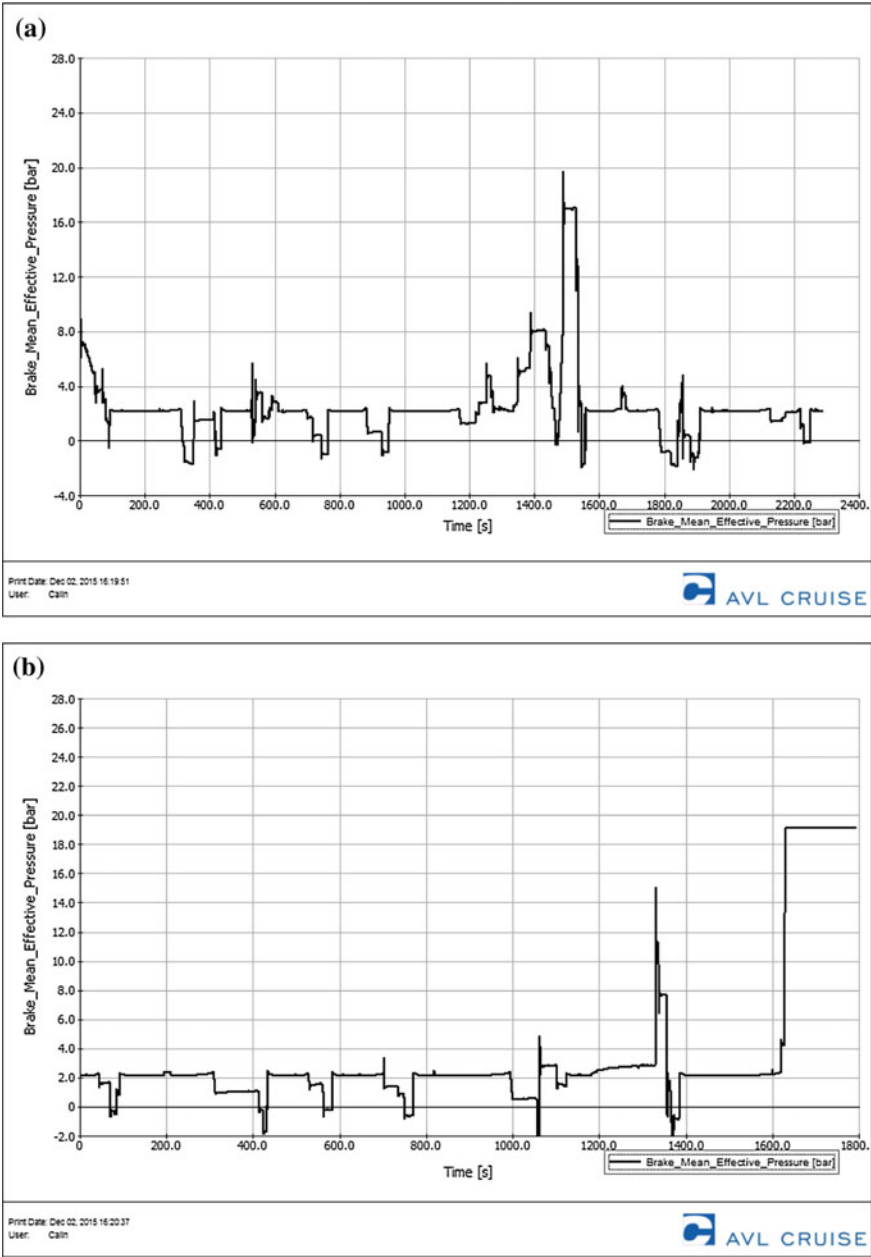 (a)
28.0
24.0
20.0
16.0
12.0
8.0
4.0
0
-4.0
Brake_Mean_Effective_Pressure [bar]
0 200.0 400.0 600.0 800.0 1000.0 1200.0 1400.0 1600.0 1800.0 2000.0 2200.0 2400.
Time [s]
Brake_Mean_Effective_Pressure [bar]
Print Date: Dec 02, 2015 16:19:51
User: Calin
AVL CRUISE
(b)
28.0
26.0
24.0
22.0
20.0
18.0
16.0
14.0
12.0
10.0
8.0
6.0
4.0
2.0
0
-2.0
Brake_Mean_Effective_Pressure [bar]
0 200.0 400.0 600.0 800.0 1000.0 1200.0 1400.0 1600.0 1800.
Time [s]
Brake_Mean_Effective_Pressure [bar]
Print Date: Dec 02, 2015 16:20:37
User: Calin
AVL CRUISE